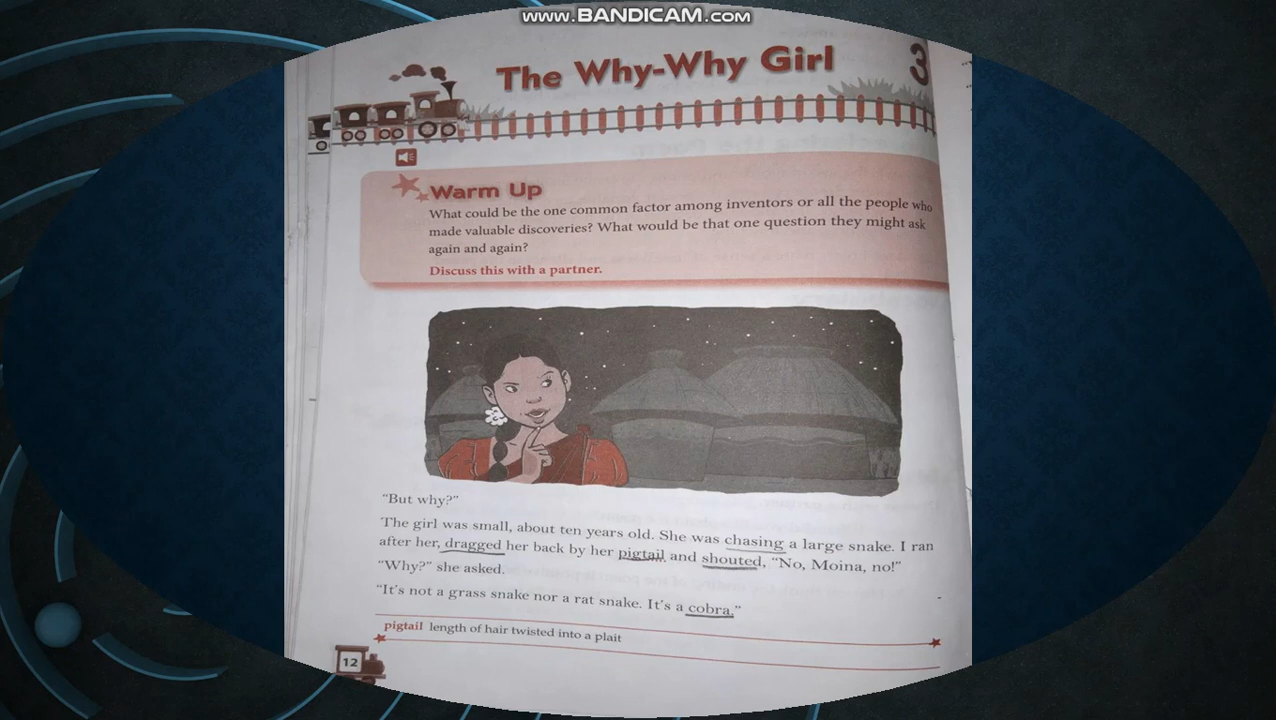 www.BANDICAM.com
The Why-Why Girl
3
Warm Up
What could be the one common factor among inventors or all the people who
made valuable discoveries? What would be that one question they might ask
again and again?
Discuss this with a partner.
“But why?”
The girl was small, about ten years old. She was chasing a large snake. I ran
after her, dragged her back by her pigtail and shouted, “No, Moina, no!”
“Why?” she asked.
“It’s not a grass snake nor a rat snake. It’s a cobra.”
pigtail length of hair twisted into a plait
12